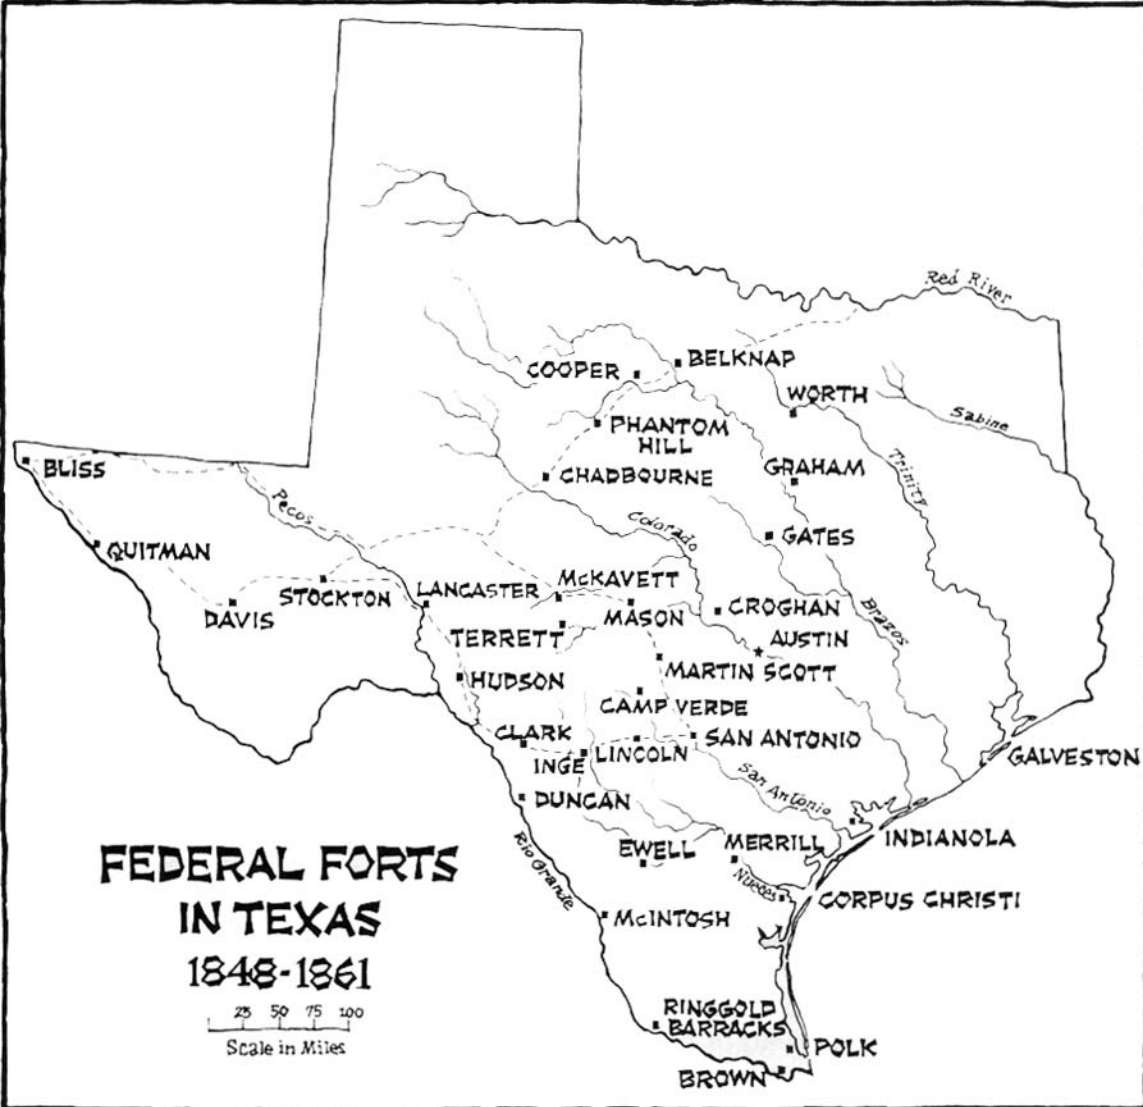 Red River
COOPER
BELKNAP
WORTH
Sabine
PHANTOM
HILL
BLISS
CHADBOURNE
GRAHAM
Trinity
Pecos
Colorado
GATES
QUITMAN
STOCKTON
LANCASTER
McKAVETT
DAVIS
MASON
CROGHAN
Brazos
TERRETT
AUSTIN
HUDSON
MARTIN SCOTT
CAMP VERDE
CLARK
INGE
LINCOLN
SAN ANTONIO
GALVESTON
San Antonio
DUNCAN
EWELL
MERRILL
INDIANOLA
Rio Grande
Nueces
CORPUS CHRISTI
McINTOSH
RINGGOLD
BARRACKS
POLK
BROWN
FEDERAL FORTS
IN TEXAS
1848-1861
25 50 75 100
Scale in Miles